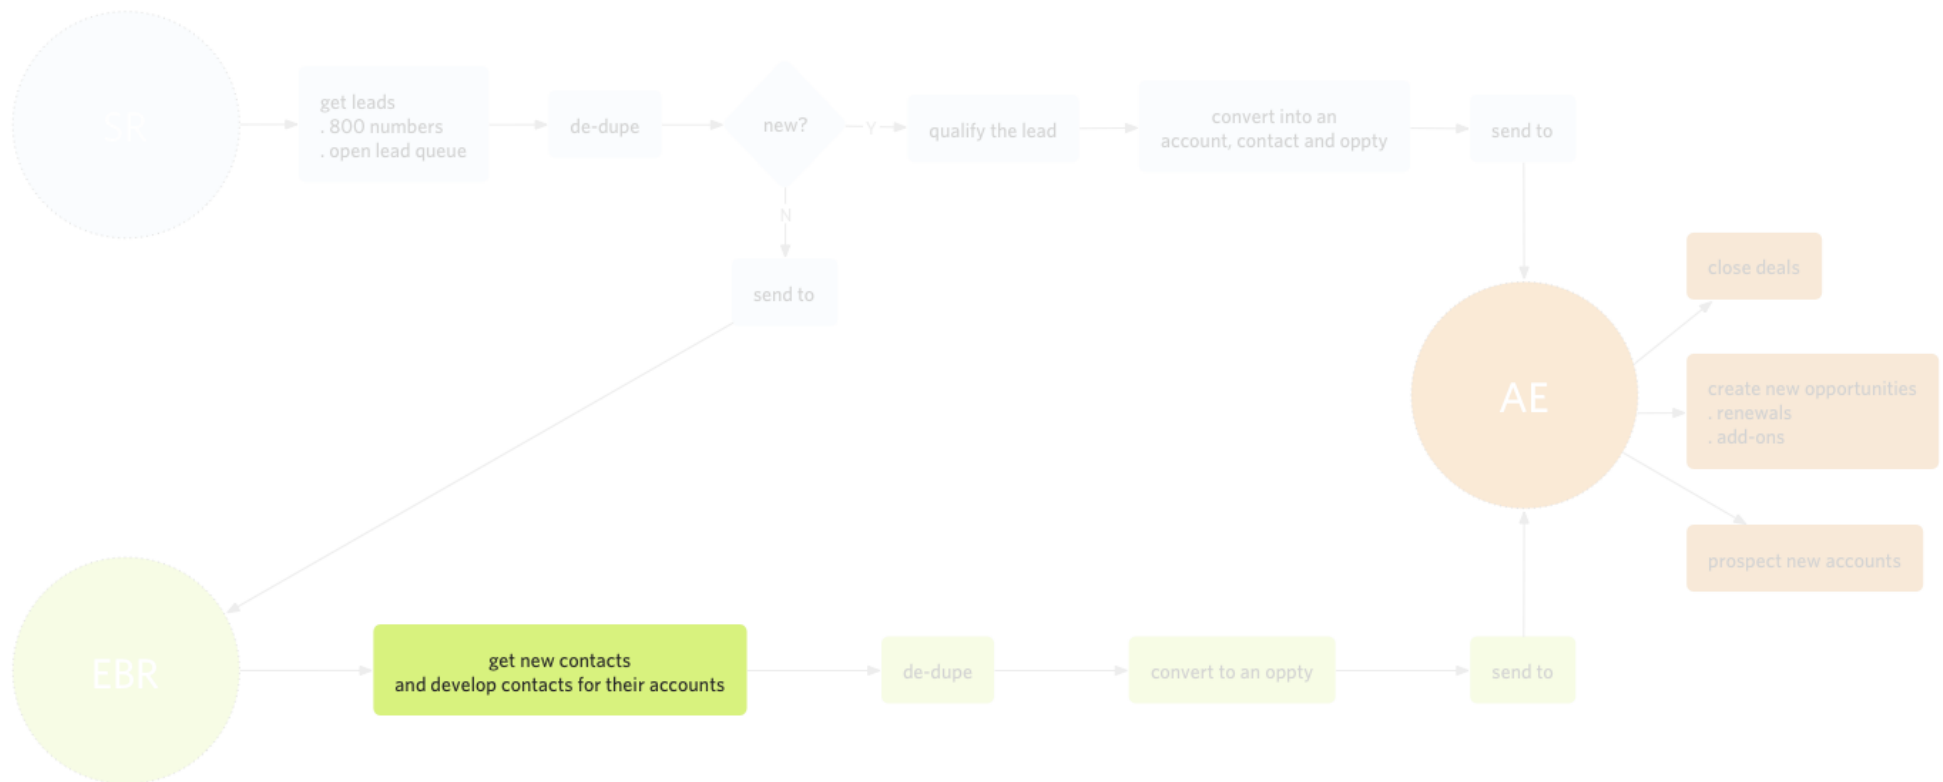 SR
get leads
. 800 numbers
. open lead queue
de-dupe
new?
Y
qualify the lead
convert into an
account, contact and oppty
send to
N
send to
close deals
AE
create new opportunities
. renewals
. add-ons
prospect new accounts
EBR
get new contacts
and develop contacts for their accounts
de-dupe
convert to an oppty
send to